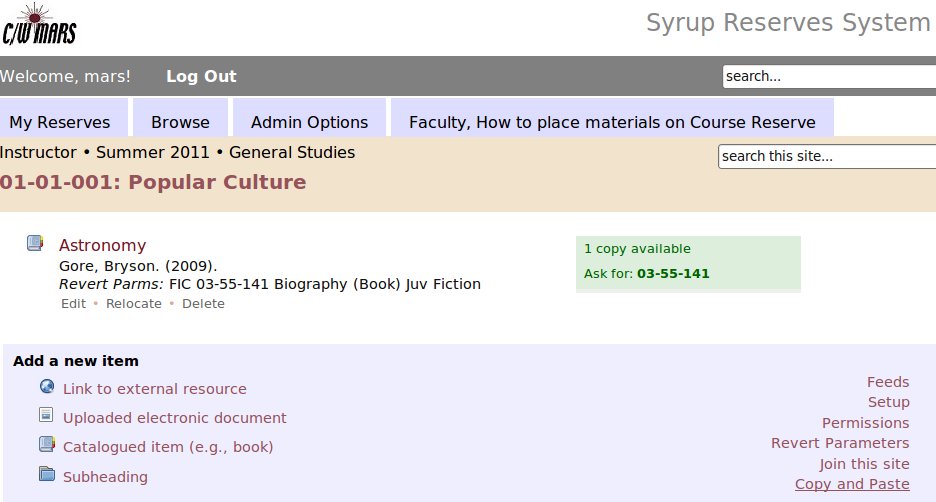 C/W MARS
Syrup Reserves System
Welcome, mars! Log Out search...
My Reserves Browse Admin Options Faculty, How to place materials on Course Reserve
Instructor • Summer 2011 • General Studies search this site...
01-01-001: Popular Culture
Astronomy
Gore, Bryson. (2009).
Revert Parms: FIC 03-55-141 Biography (Book) Juv Fiction
Edit • Relocate • Delete
1 copy available
Ask for: 03-55-141
Add a new item
Link to external resource
Uploaded electronic document
Catalogued item (e.g., book)
Subheading
Feeds
Setup
Permissions
Revert Parameters
Join this site
Copy and Paste